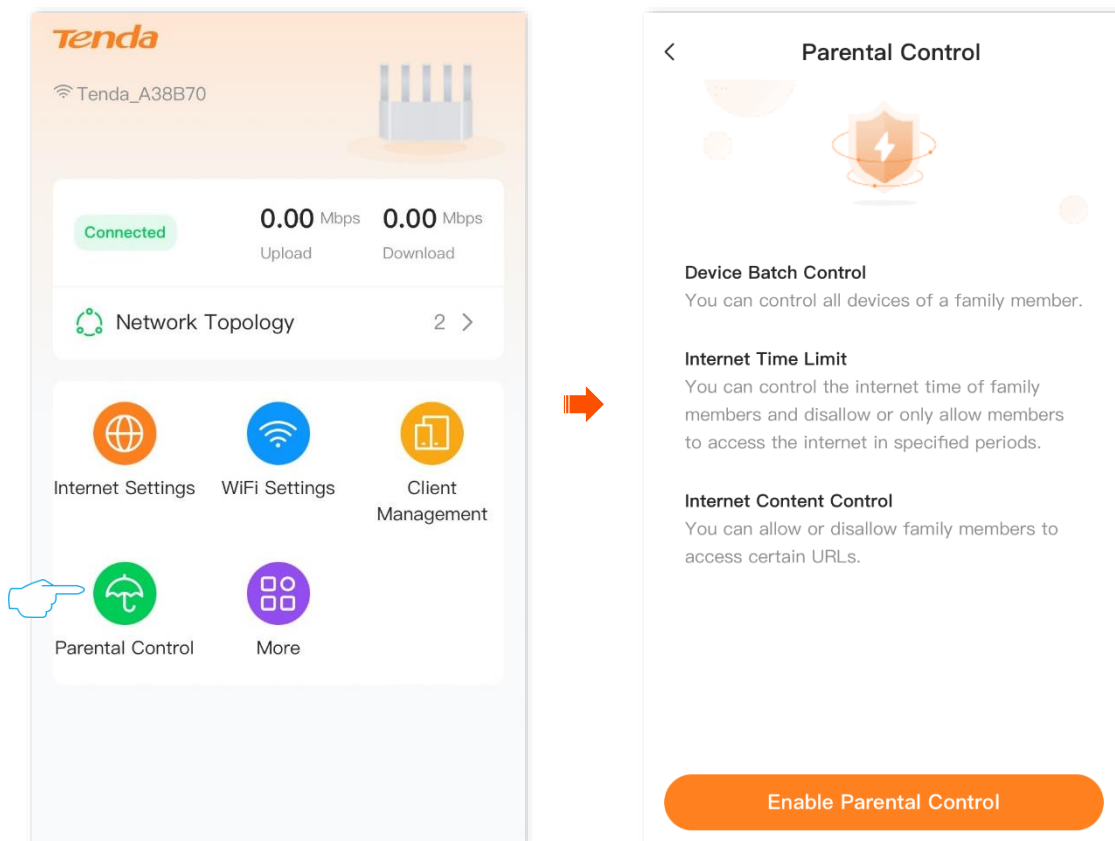 Tenda
Tenda_A38B70
Connected
0.00 Mbps
Upload
0.00 Mbps
Download
Network Topology 2
Internet Settings
WiFi Settings
Client
Management
Parental Control
More
Parental Control
Device Batch Control
You can control all devices of a family member.
Internet Time Limit
You can control the internet time of family
members and disallow or only allow members
to access the internet in specified periods.
Internet Content Control
You can allow or disallow family members to
access certain URLs.
Enable Parental Control